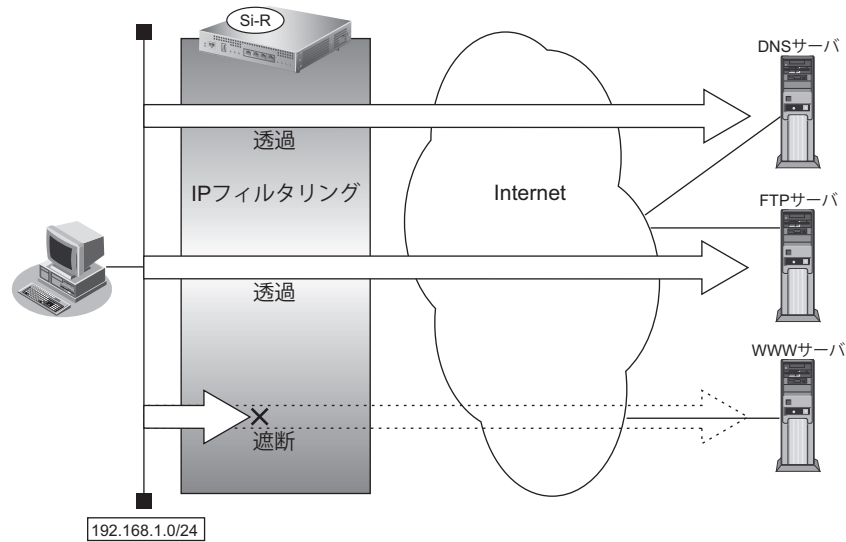 Si-R
DNSサーバ
透過
IPフィルタリング
Internet
FTPサーバ
透過
WWWサーバ
遮断
192.168.1.0/24